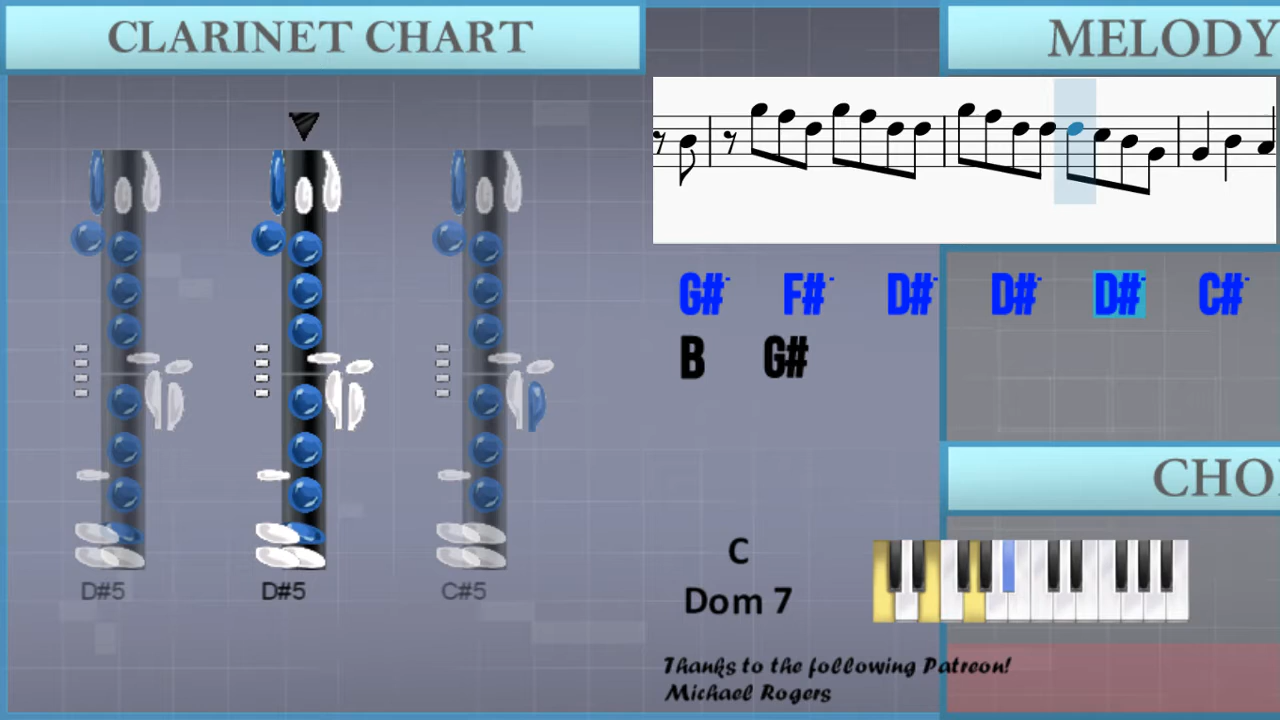 CLARINET CHART
MELODY
G#- F#- D#- D#- D#- C#-
B G#
CHO
D#5 D#5 C#5
C
Dom 7
Thanks to the following Patreon!
Michael Rogers